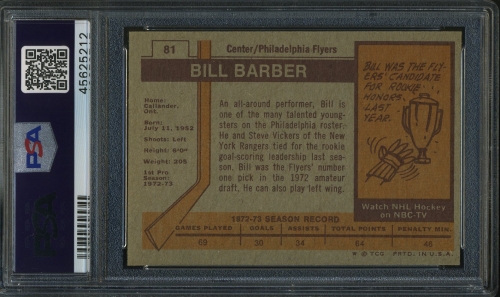 45625212
PSA
81
Center/Philadelphia Flyers
BILL BARBER
Home:
Callander,
Ont.
Born:
July 11, 1952
Shoots: Left
Height: 6-0"
Weight: 205
1st Pro
Season:
1972-73
An all-around performer, Bill is
one of the many talented young-
sters on the Philadelphia roster.
He and Steve Vickers of the New
York Rangers tied for the rookie
goal-scoring leadership last sea-
son. Bill was the Flyers' number
one pick in the 1972 amateur
draft. He can also play left wing.
BILL WAS THE FLY-
ERS' CANDIDATE
FOR ROOKIE
HONORS
LAST
YEAR.
Watch NHL Hockey
on NBC-TV
1972-73 SEASON RECORD
GAMES PLAYED GOALS ASSISTS TOTAL POINTS PENALTY MIN.
69 30 34 64 46
* © TCG PRTD. IN U.S.A.